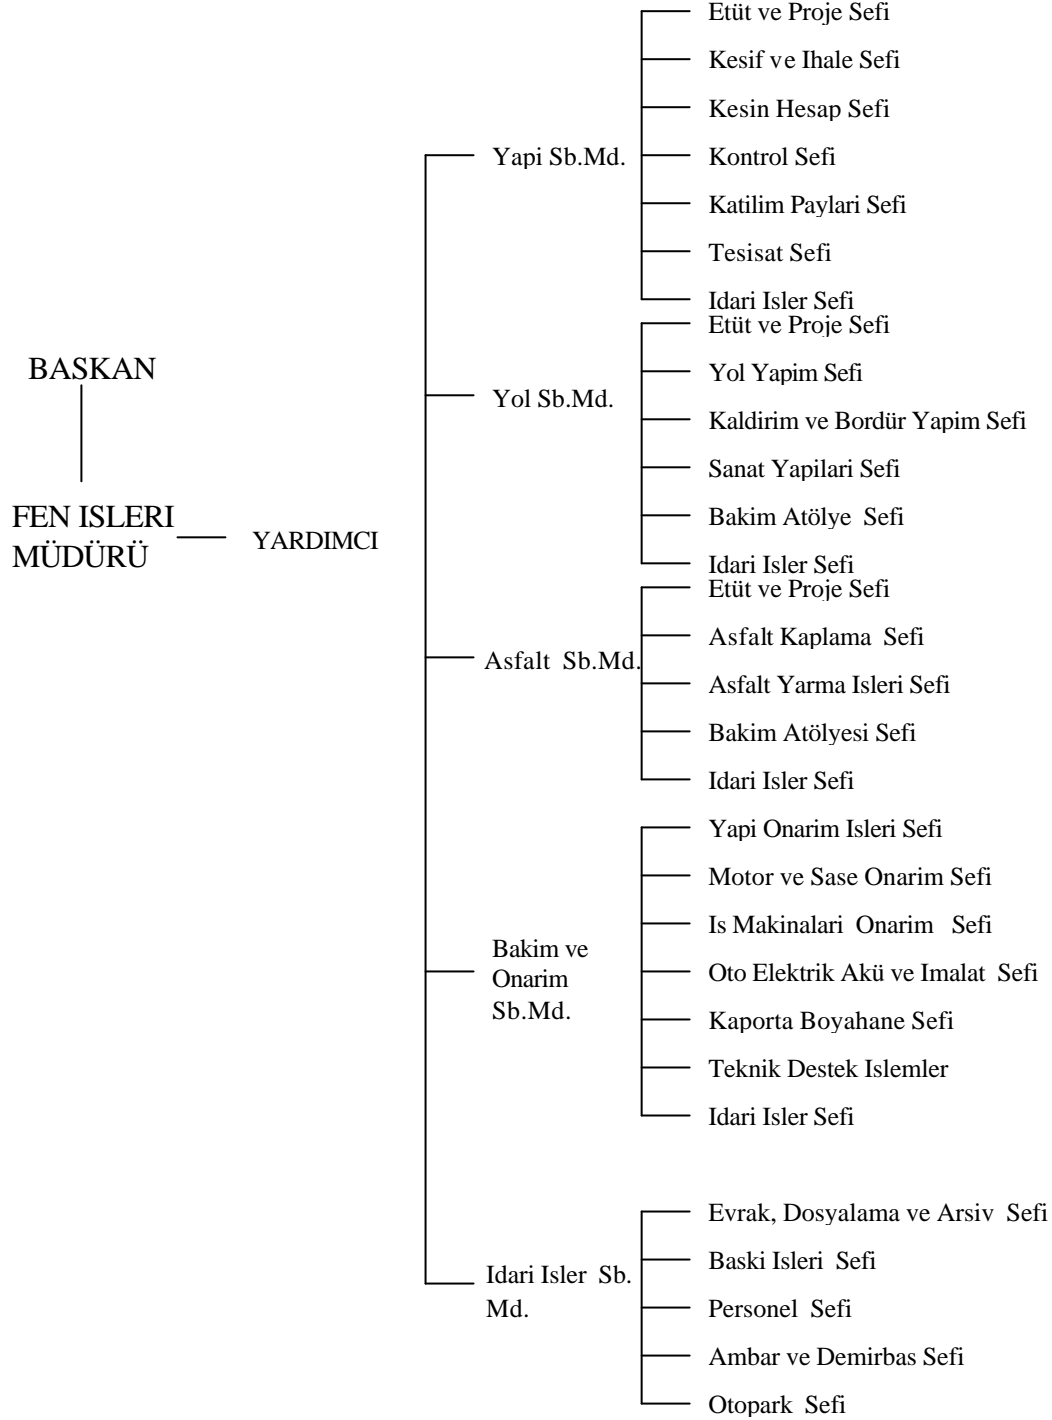 BASKAN
FEN ISLERI
MÜDÜRÜ
YARDIMCI
Yapi Sb.Md.
Etüt ve Proje Sefi
Kesif ve Ihale Sefi
Kesin Hesap Sefi
Kontrol Sefi
Katilim Paylari Sefi
Tesisat Sefi
Idari Isler Sefi
Yol Sb.Md.
Etüt ve Proje Sefi
Yol Yapim Sefi
Kaldirim ve Bordür Yapim Sefi
Sanat Yapilari Sefi
Bakim Atölye Sefi
Idari Isler Sefi
Asfalt Sb.Md.
Etüt ve Proje Sefi
Asfalt Kaplama Sefi
Asfalt Yarma Isleri Sefi
Bakim Atölyesi Sefi
Idari Isler Sefi
Bakim ve
Onarim
Sb.Md.
Yapi Onarim Isleri Sefi
Motor ve Sase Onarim Sefi
Is Makinalari Onarim Sefi
Oto Elektrik Akü ve Imalat Sefi
Kaporta Boyahane Sefi
Teknik Destek Islemler
Idari Isler Sefi
Idari Isler Sb.
Md.
Evrak, Dosyalama ve Arsiv Sefi
Baski Isleri Sefi
Personel Sefi
Ambar ve Demirbas Sefi
Otopark Sefi